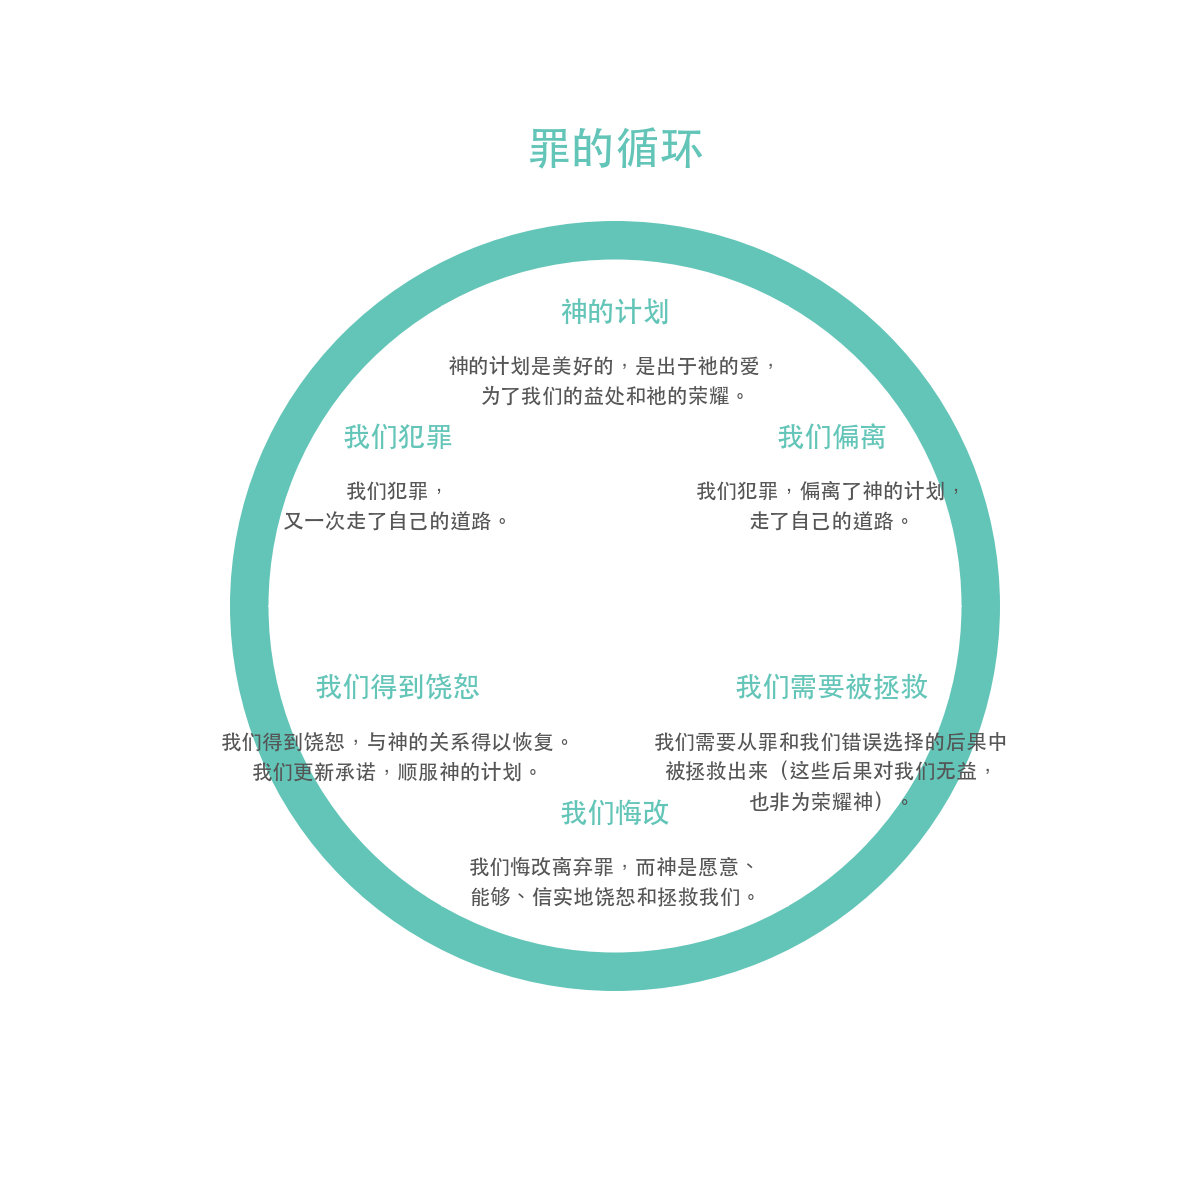 罪的循环
神的计划
神的计划是美好的，是出于祂的爱，
为了我们的益处和祂的荣耀。
我们偏离
我们犯罪，偏离了神的计划，
走了自己的道路。
我们需要被拯救
我们需要从罪和我们错误选择的后果中
被拯救出来（这些后果对我们无益，
也非为荣耀神）。
我们悔改
我们悔改离弃罪，而神是愿意、
能够、信实地饶恕和拯救我们。
我们得到饶恕
我们得到饶恕，与神的关系得以恢复。
我们更新承诺，顺服神的计划。
我们犯罪
我们犯罪，
又一次走了自己的道路。